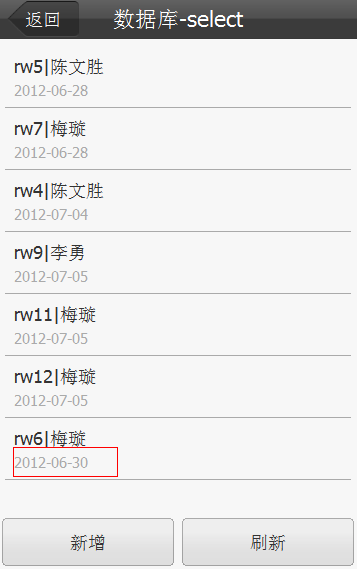 返回
数据库-select
rw5|陈文胜
2012-06-28
rw7|梅璇
2012-06-28
rw4|陈文胜
2012-07-04
rw9|李勇
2012-07-05
rw11|梅璇
2012-07-05
rw12|梅璇
2012-07-05
rw6|梅璇
2012-06-30
新增
刷新